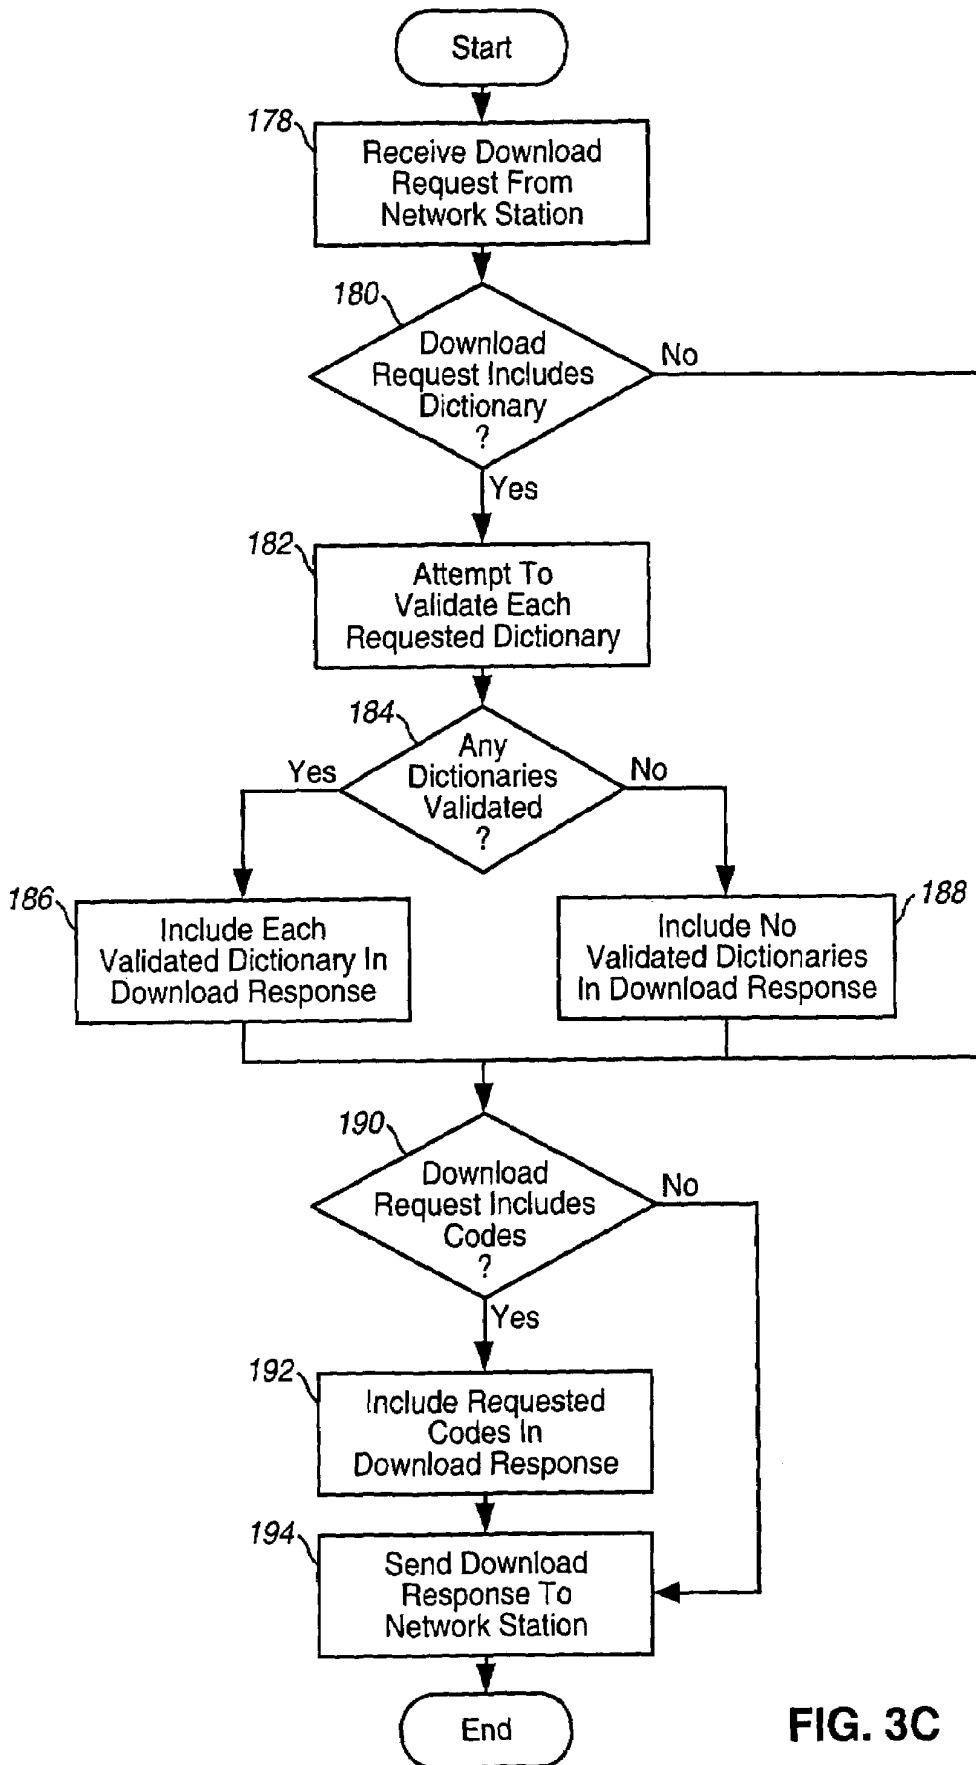 Start
178
Receive Download
Request From
Network Station
180
Download
Request Includes
Dictionary
?
No
Yes
182
Attempt To
Validate Each
Requested Dictionary
184
Any
Dictionaries
Validated
?
Yes
No
186
Include Each
Validated Dictionary In
Download Response
188
Include No
Validated Dictionaries
In Download Response
190
Download
Request Includes
Codes
?
No
Yes
192
Include Requested
Codes In
Download Response
194
Send Download
Response To
Network Station
End
FIG. 3C